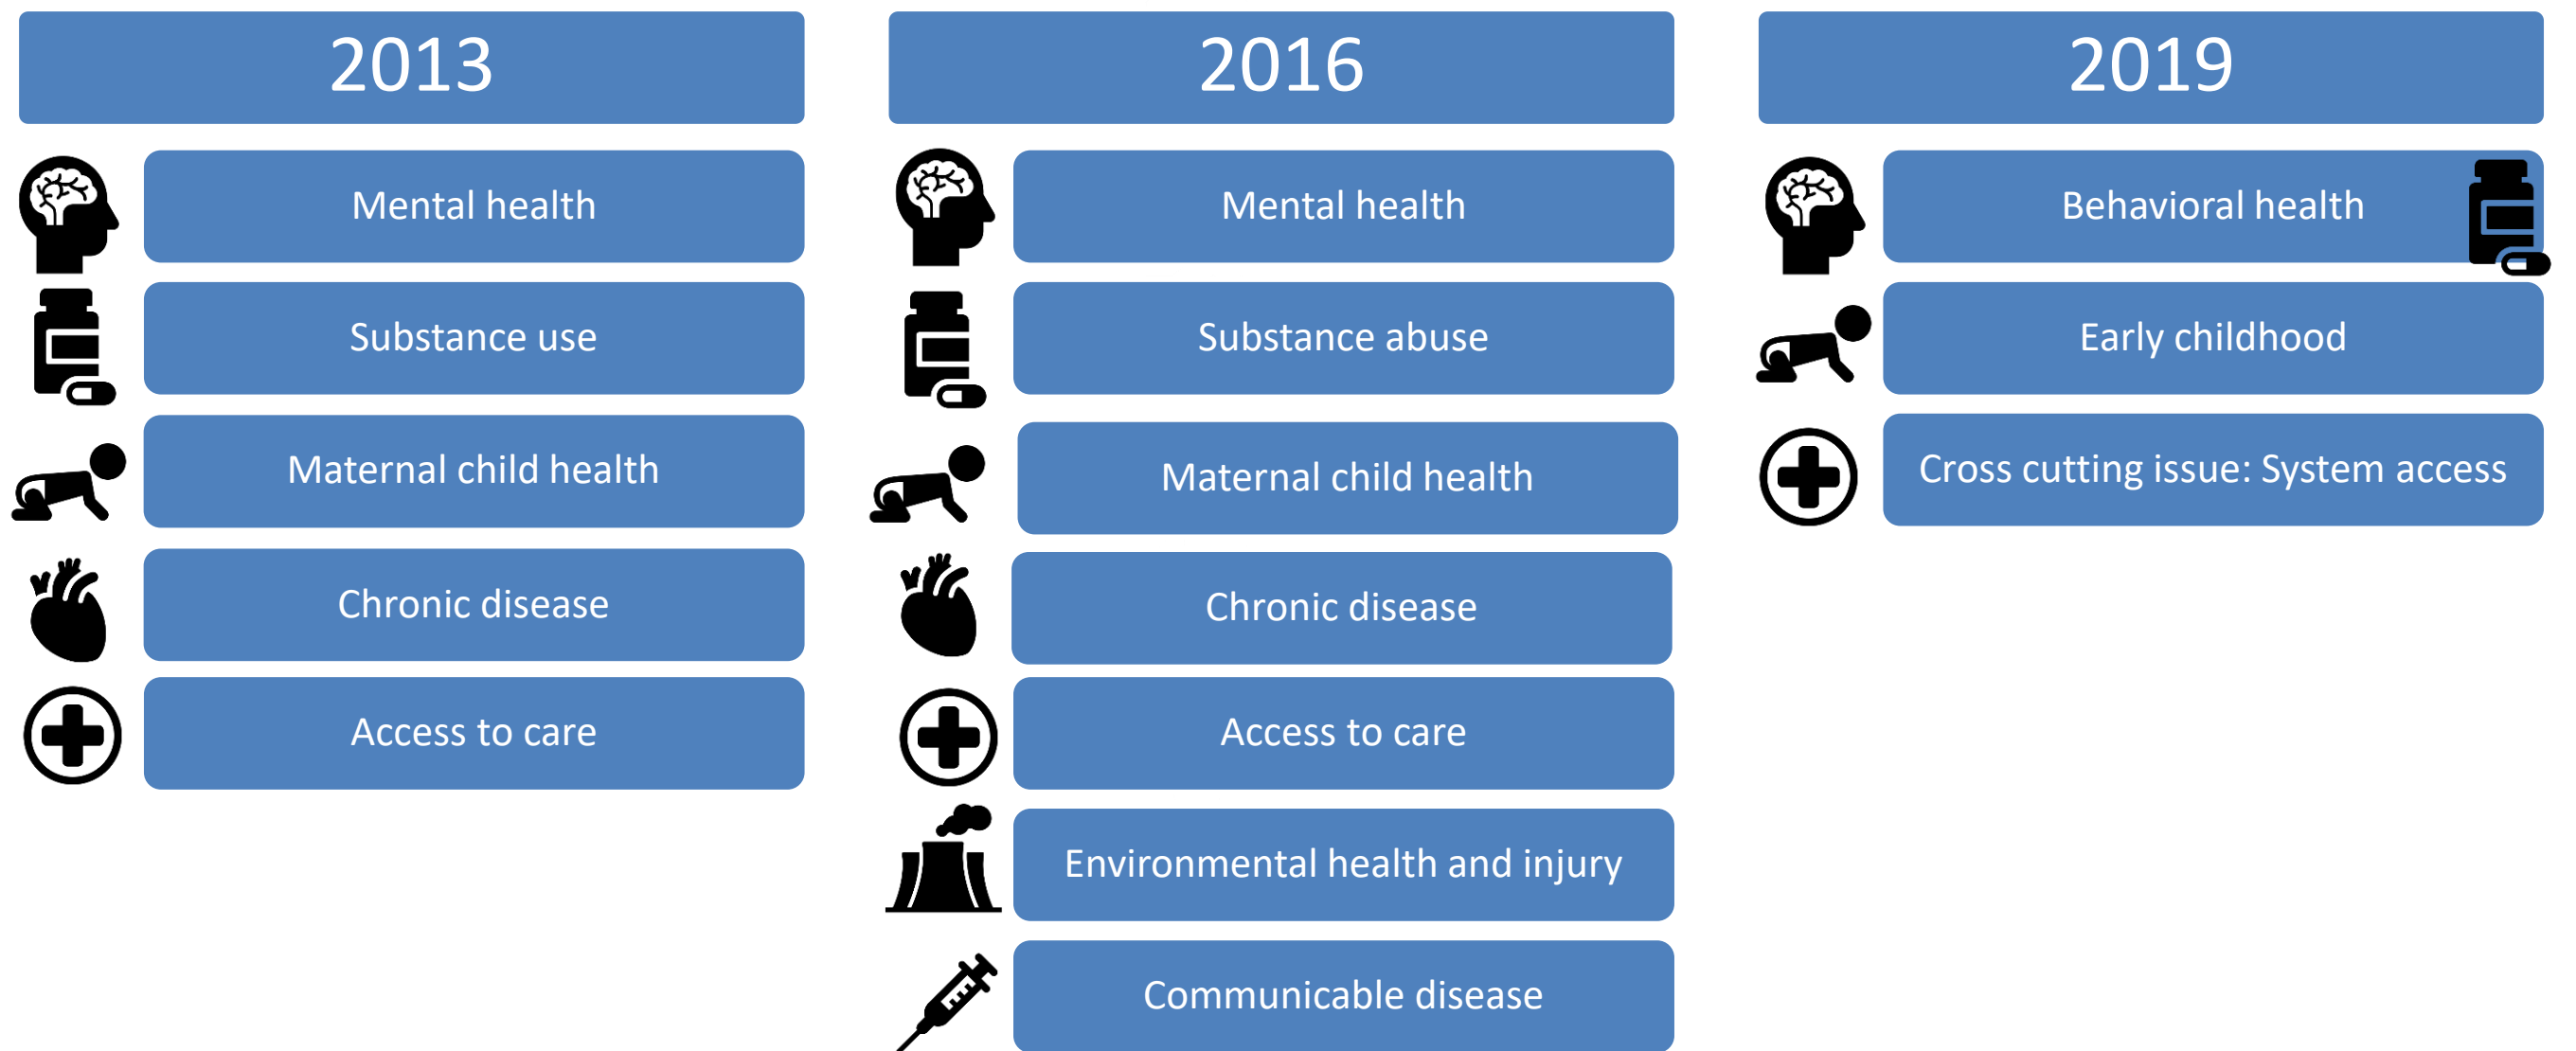 2013
Mental health
Substance use
Maternal child health
Chronic disease
Access to care
2016
Mental health
Substance abuse
Maternal child health
Chronic disease
Access to care
Environmental health and injury
Communicable disease
2019
Behavioral health
Early childhood
Cross cutting issue: System access